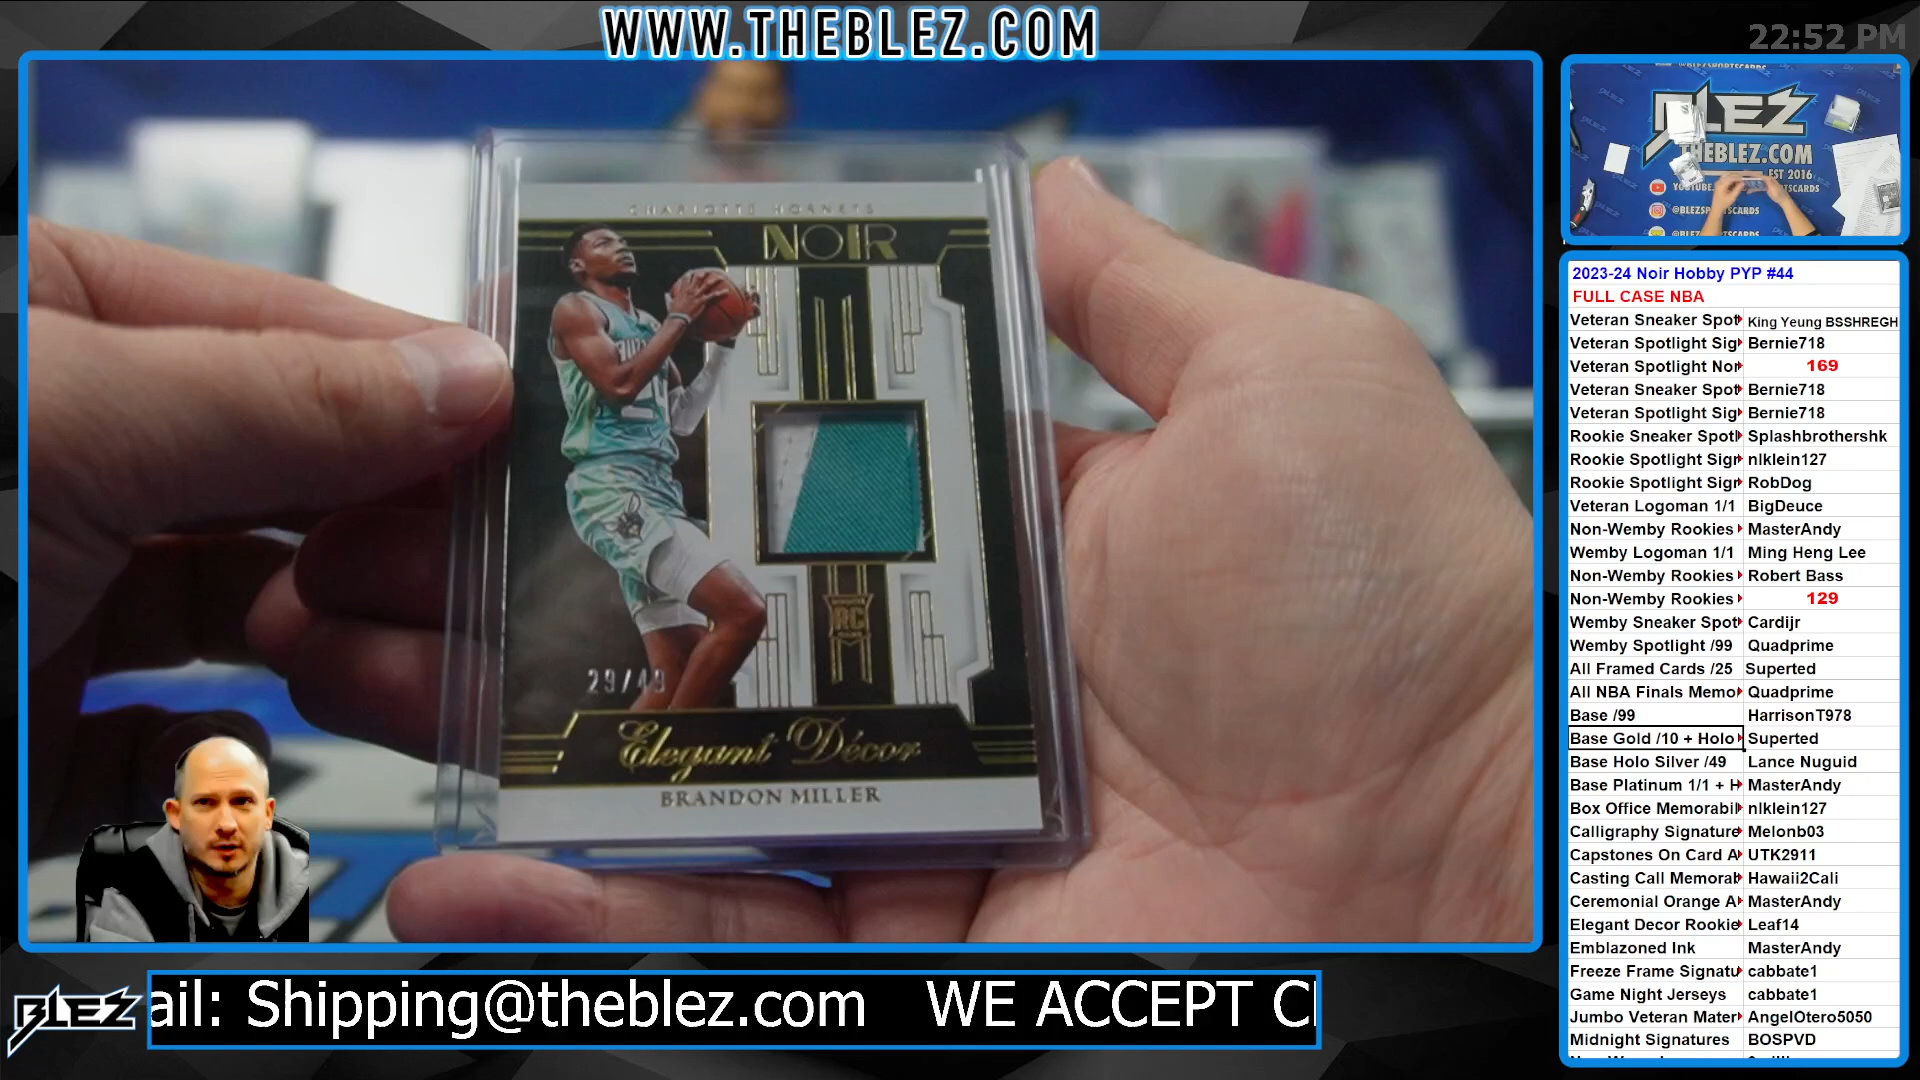 WWW.THEBLEZ.COM
22:52 PM
CHARLOTTE HORNETS
NOIR
RC
29/49
Elegant Décor
BRANDON MILLER
BLEZ
THEBLEZ.COM
EST 2016
@BLEZSPORTSCARDS
2023-24 Noir Hobby PYP #44
FULL CASE NBA
Veteran Sneaker Spot King Yeung BSSHREGH
Veteran Spotlight Sig Bernie718
Veteran Spotlight Nor 169
Veteran Sneaker Spot Bernie718
Veteran Spotlight Sig Bernie718
Rookie Sneaker Spotl Splashbrothershk
Rookie Spotlight Sigr nlklein127
Rookie Spotlight Sigr RobDog
Veteran Logoman 1/1 BigDeuce
Non-Wemby Rookies MasterAndy
Wemby Logoman 1/1 Ming Heng Lee
Non-Wemby Rookies Robert Bass
Non-Wemby Rookies 129
Wemby Sneaker Spot Cardijr
Wemby Spotlight /99 Quadprime
All Framed Cards /25 Superted
All NBA Finals Memo Quadprime
Base /99 HarrisonT978
Base Gold /10 + Holo Superted
Base Holo Silver /49 Lance Nuguid
Base Platinum 1/1 + H MasterAndy
Box Office Memorabil nlklein127
Calligraphy Signature Melonb03
Capstones On Card A UTK2911
Casting Call Memorab Hawaii2Cali
Ceremonial Orange A MasterAndy
Elegant Decor Rookie Leaf14
Emblazoned Ink MasterAndy
Freeze Frame Signatu cabbate1
Game Night Jerseys cabbate1
Jumbo Veteran Mater AngelOtero5050
Midnight Signatures BOSPVD
BLEZ
ail: Shipping@theblez.com WE ACCEPT C